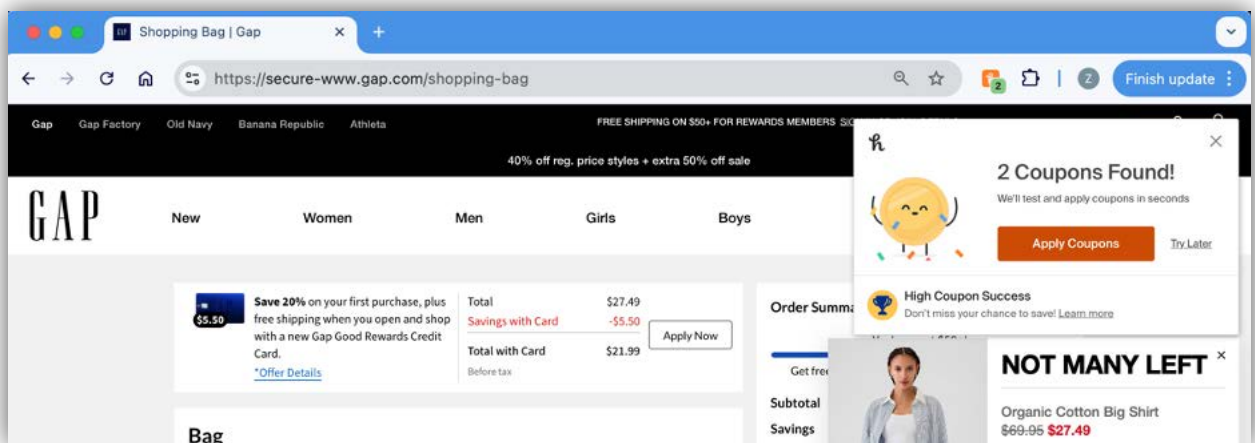 Shopping Bag | Gap
https://secure-www.gap.com/shopping-bag
2
Z
Finish update
Gap Gap Factory Old Navy Banana Republic Athleta
FREE SHIPPING ON $50+ FOR REWARDS MEMBERS
40% off reg. price styles + extra 50% off sale
GAP
New Women Men Girls Boys
h
2 Coupons Found!
We'll test and apply coupons in seconds
Apply Coupons
Try Later
High Coupon Success
Don't miss your chance to save! Learn more
$5.50
Save 20% on your first purchase, plus
free shipping when you open and shop
with a new Gap Good Rewards Credit
Card.
*Offer Details
Total $27.49
Savings with Card -$5.50
Total with Card $21.99
Before tax
Apply Now
Order Summa
Get free
Subtotal
Savings
NOT MANY LEFT
Organic Cotton Big Shirt
$69.95 $27.49
Bag